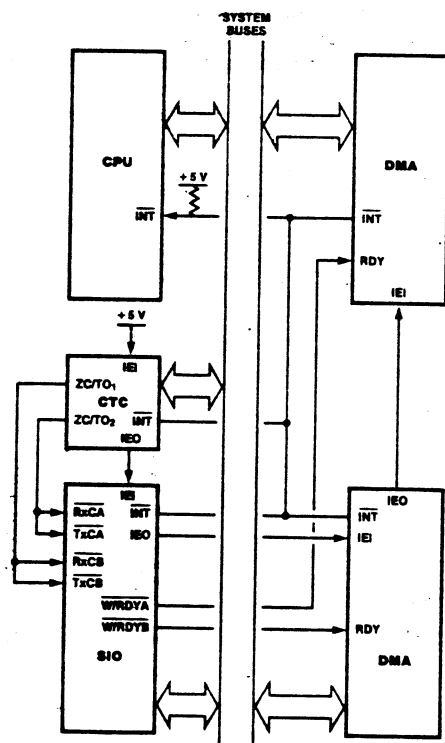 SYSTEM
BUSES
CPU
+ 5 V
INT
DMA
INT
RDY
IEI
+ 5 V
IEI
ZC/TO1
CTC
ZC/TO2
INT
IEO
IEI
RxCA
INT
TxCA
IEO
RxCB
TxCB
W/RDYA
W/RDYB
SIO
IEO
INT
IEI
RDY
DMA